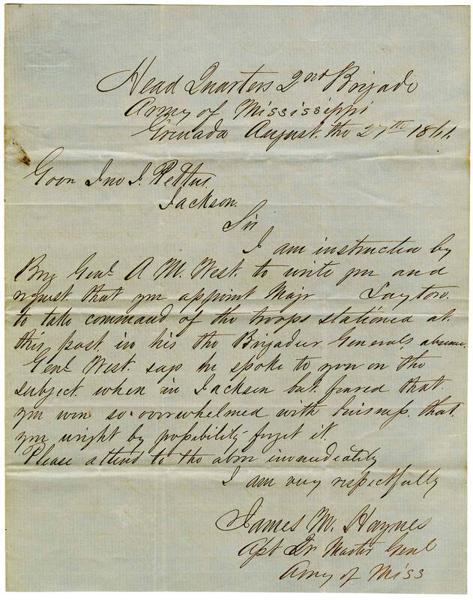 Head Quarters 2nd Brigade
Army of Mississippi
Grenada August the 27th 1861.
Govn Jno J. Pettus
Jackson
Sir
I am instructed by
Brig Genl A M. West to write you and
request that you appoint Majr Layton
to take command of the troops stationed at
this post in his the Brigadier Generals absence.
Genl West. says he spoke to you on the
subject when in Jackson but feared that
you were so overwhelmed with business that
you might by possibility forget it.
Please attend to the above immediately
I am very respectfully
James M. Haynes
Asst Qr Master Genl
Army of Miss